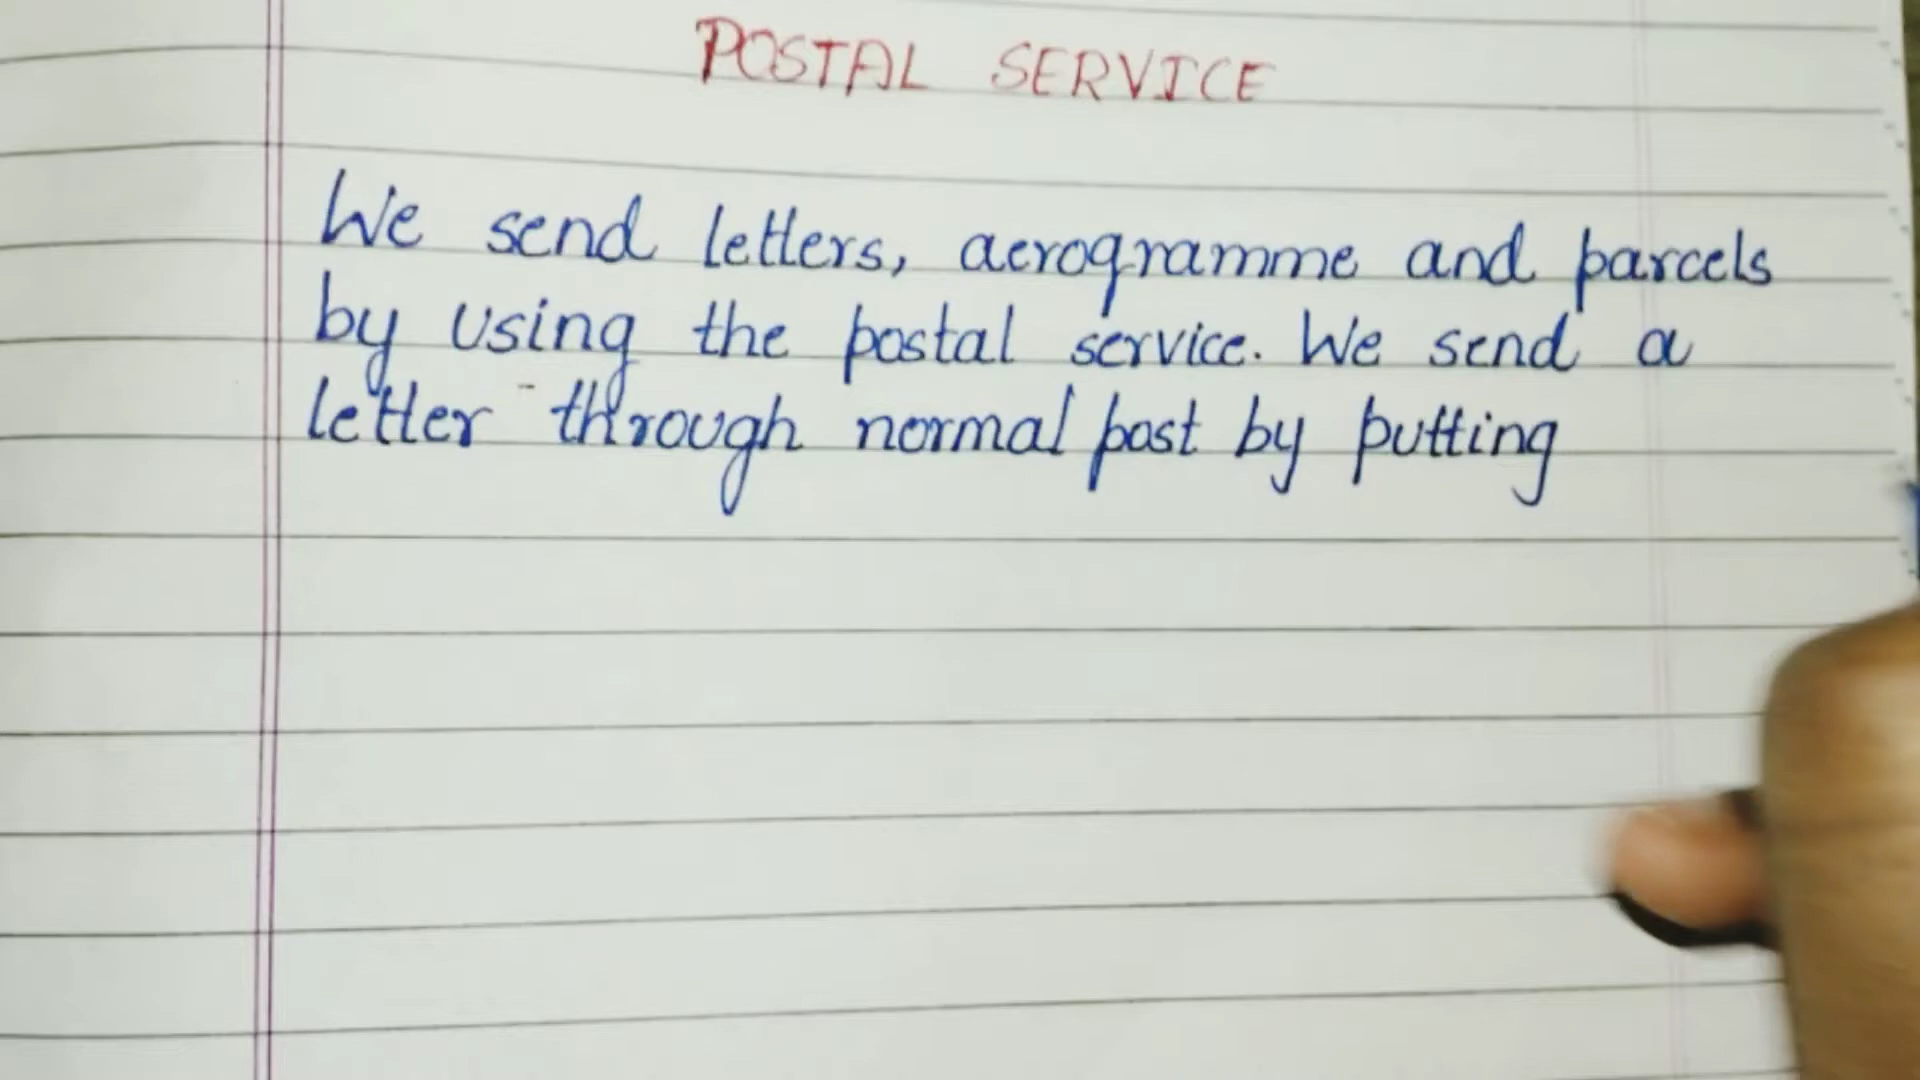 POSTAL SERVICE
We send letters, aerogramme and parcels
by using the postal service. We send a
letter through normal post by putting